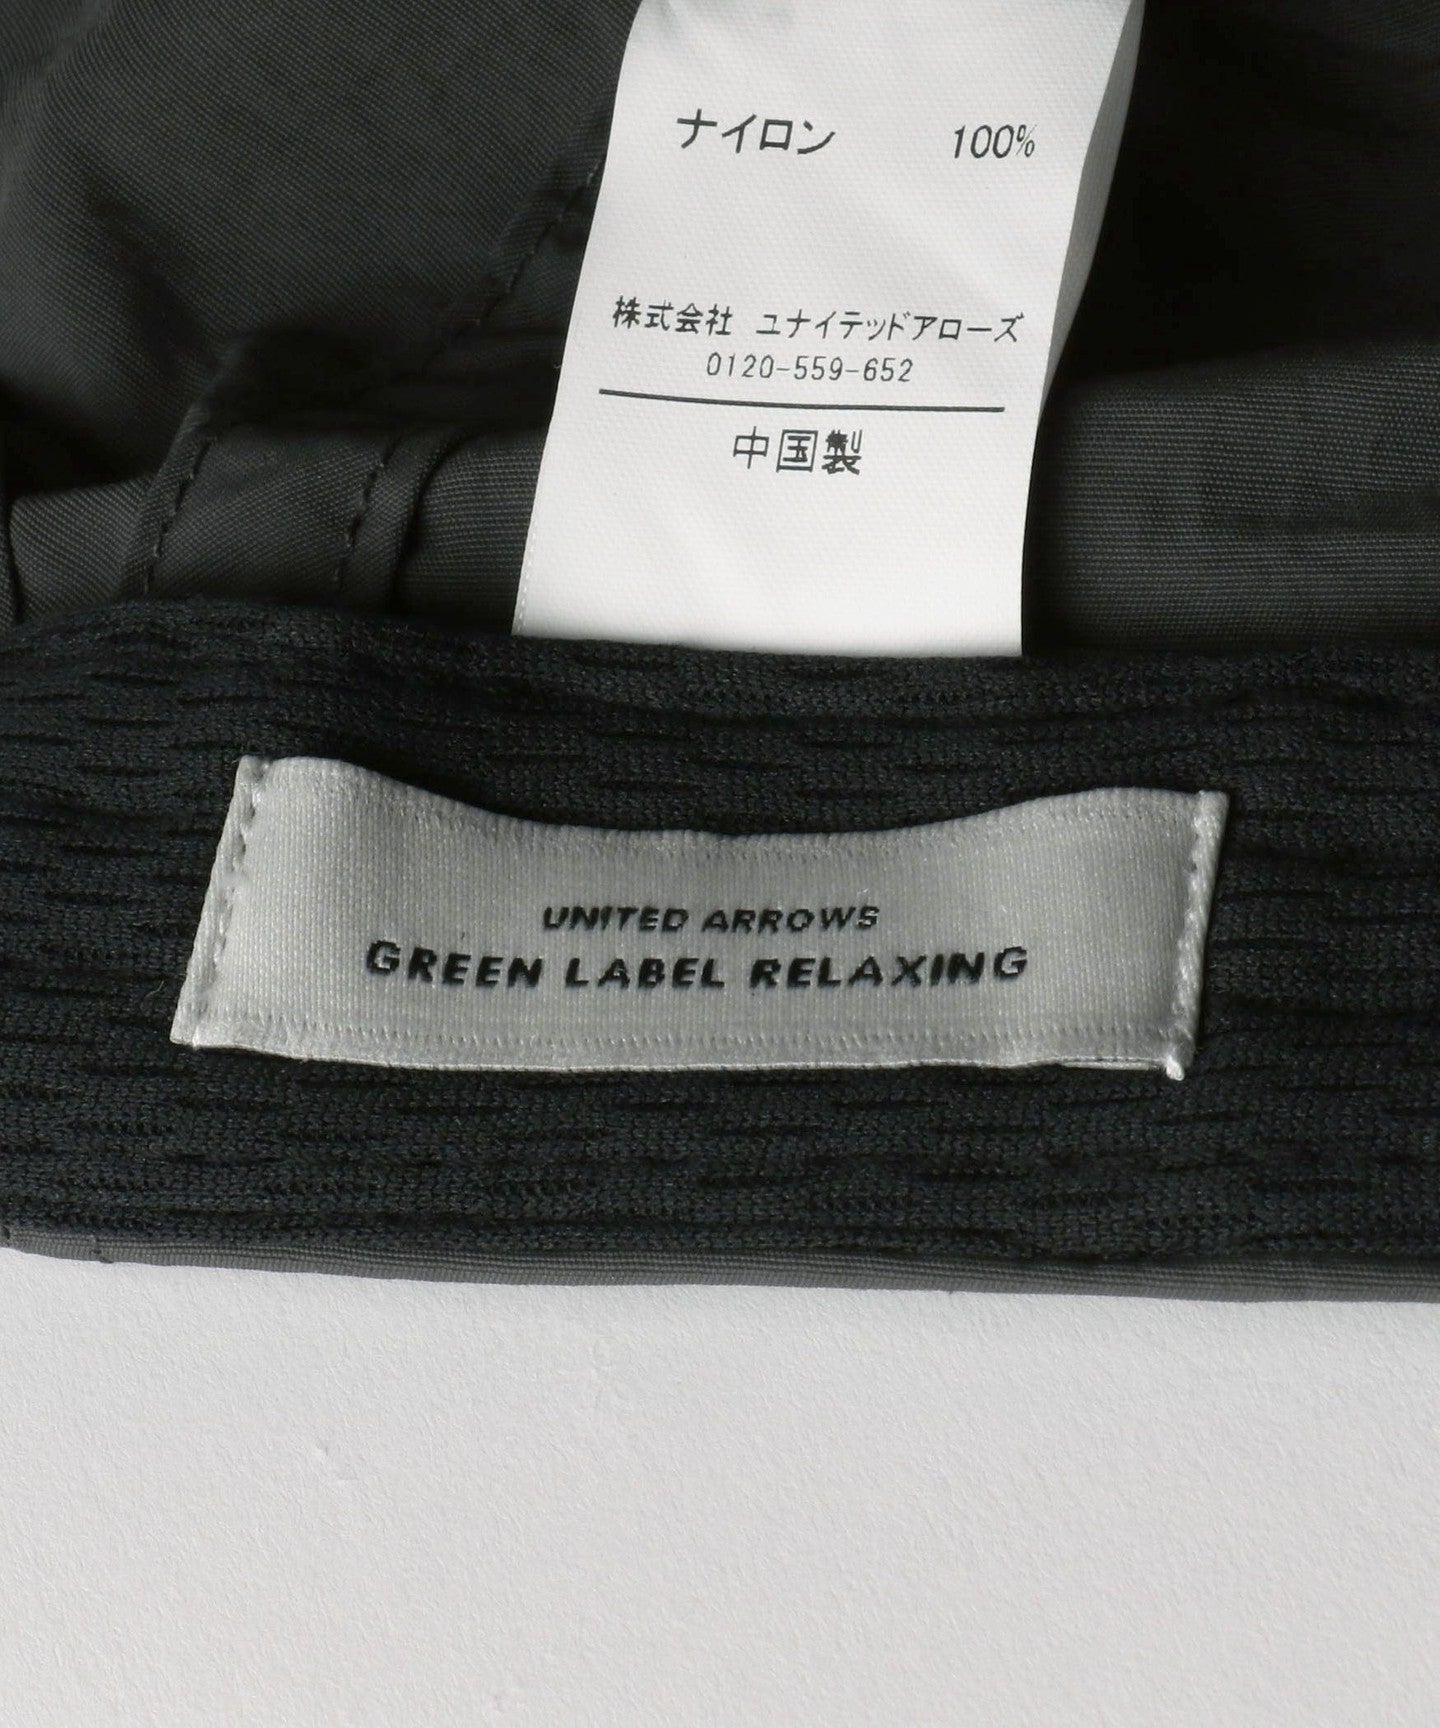 ナイロン 100%
株式会社 ユナイテッドアローズ
0120-559-652
中国製
UNITED ARROWS
GREEN LABEL RELAXING